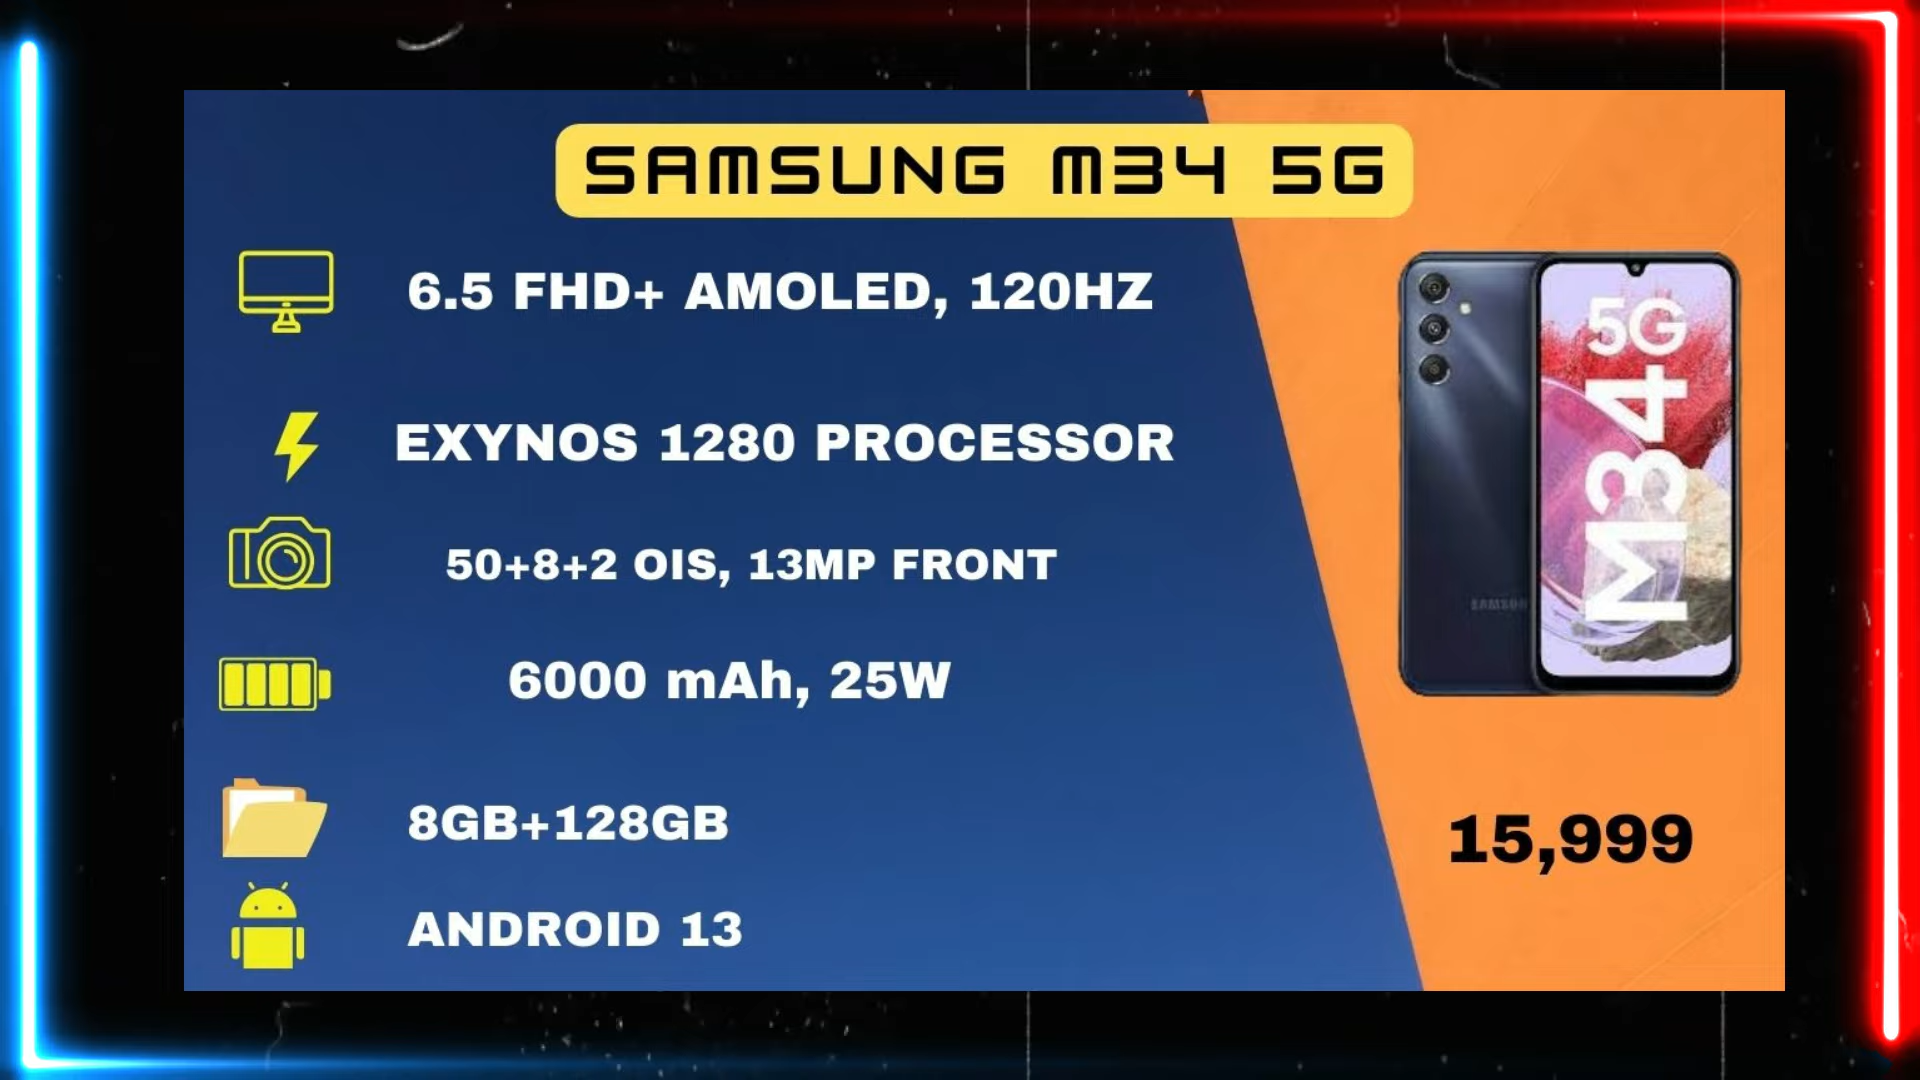 SAMSUNG M34 5G
6.5 FHD+ AMOLED, 120HZ
EXYNOS 1280 PROCESSOR
50+8+2 OIS, 13MP FRONT
6000 mAh, 25W
8GB+128GB
ANDROID 13
5G
M34
SAMSUNG
15,999